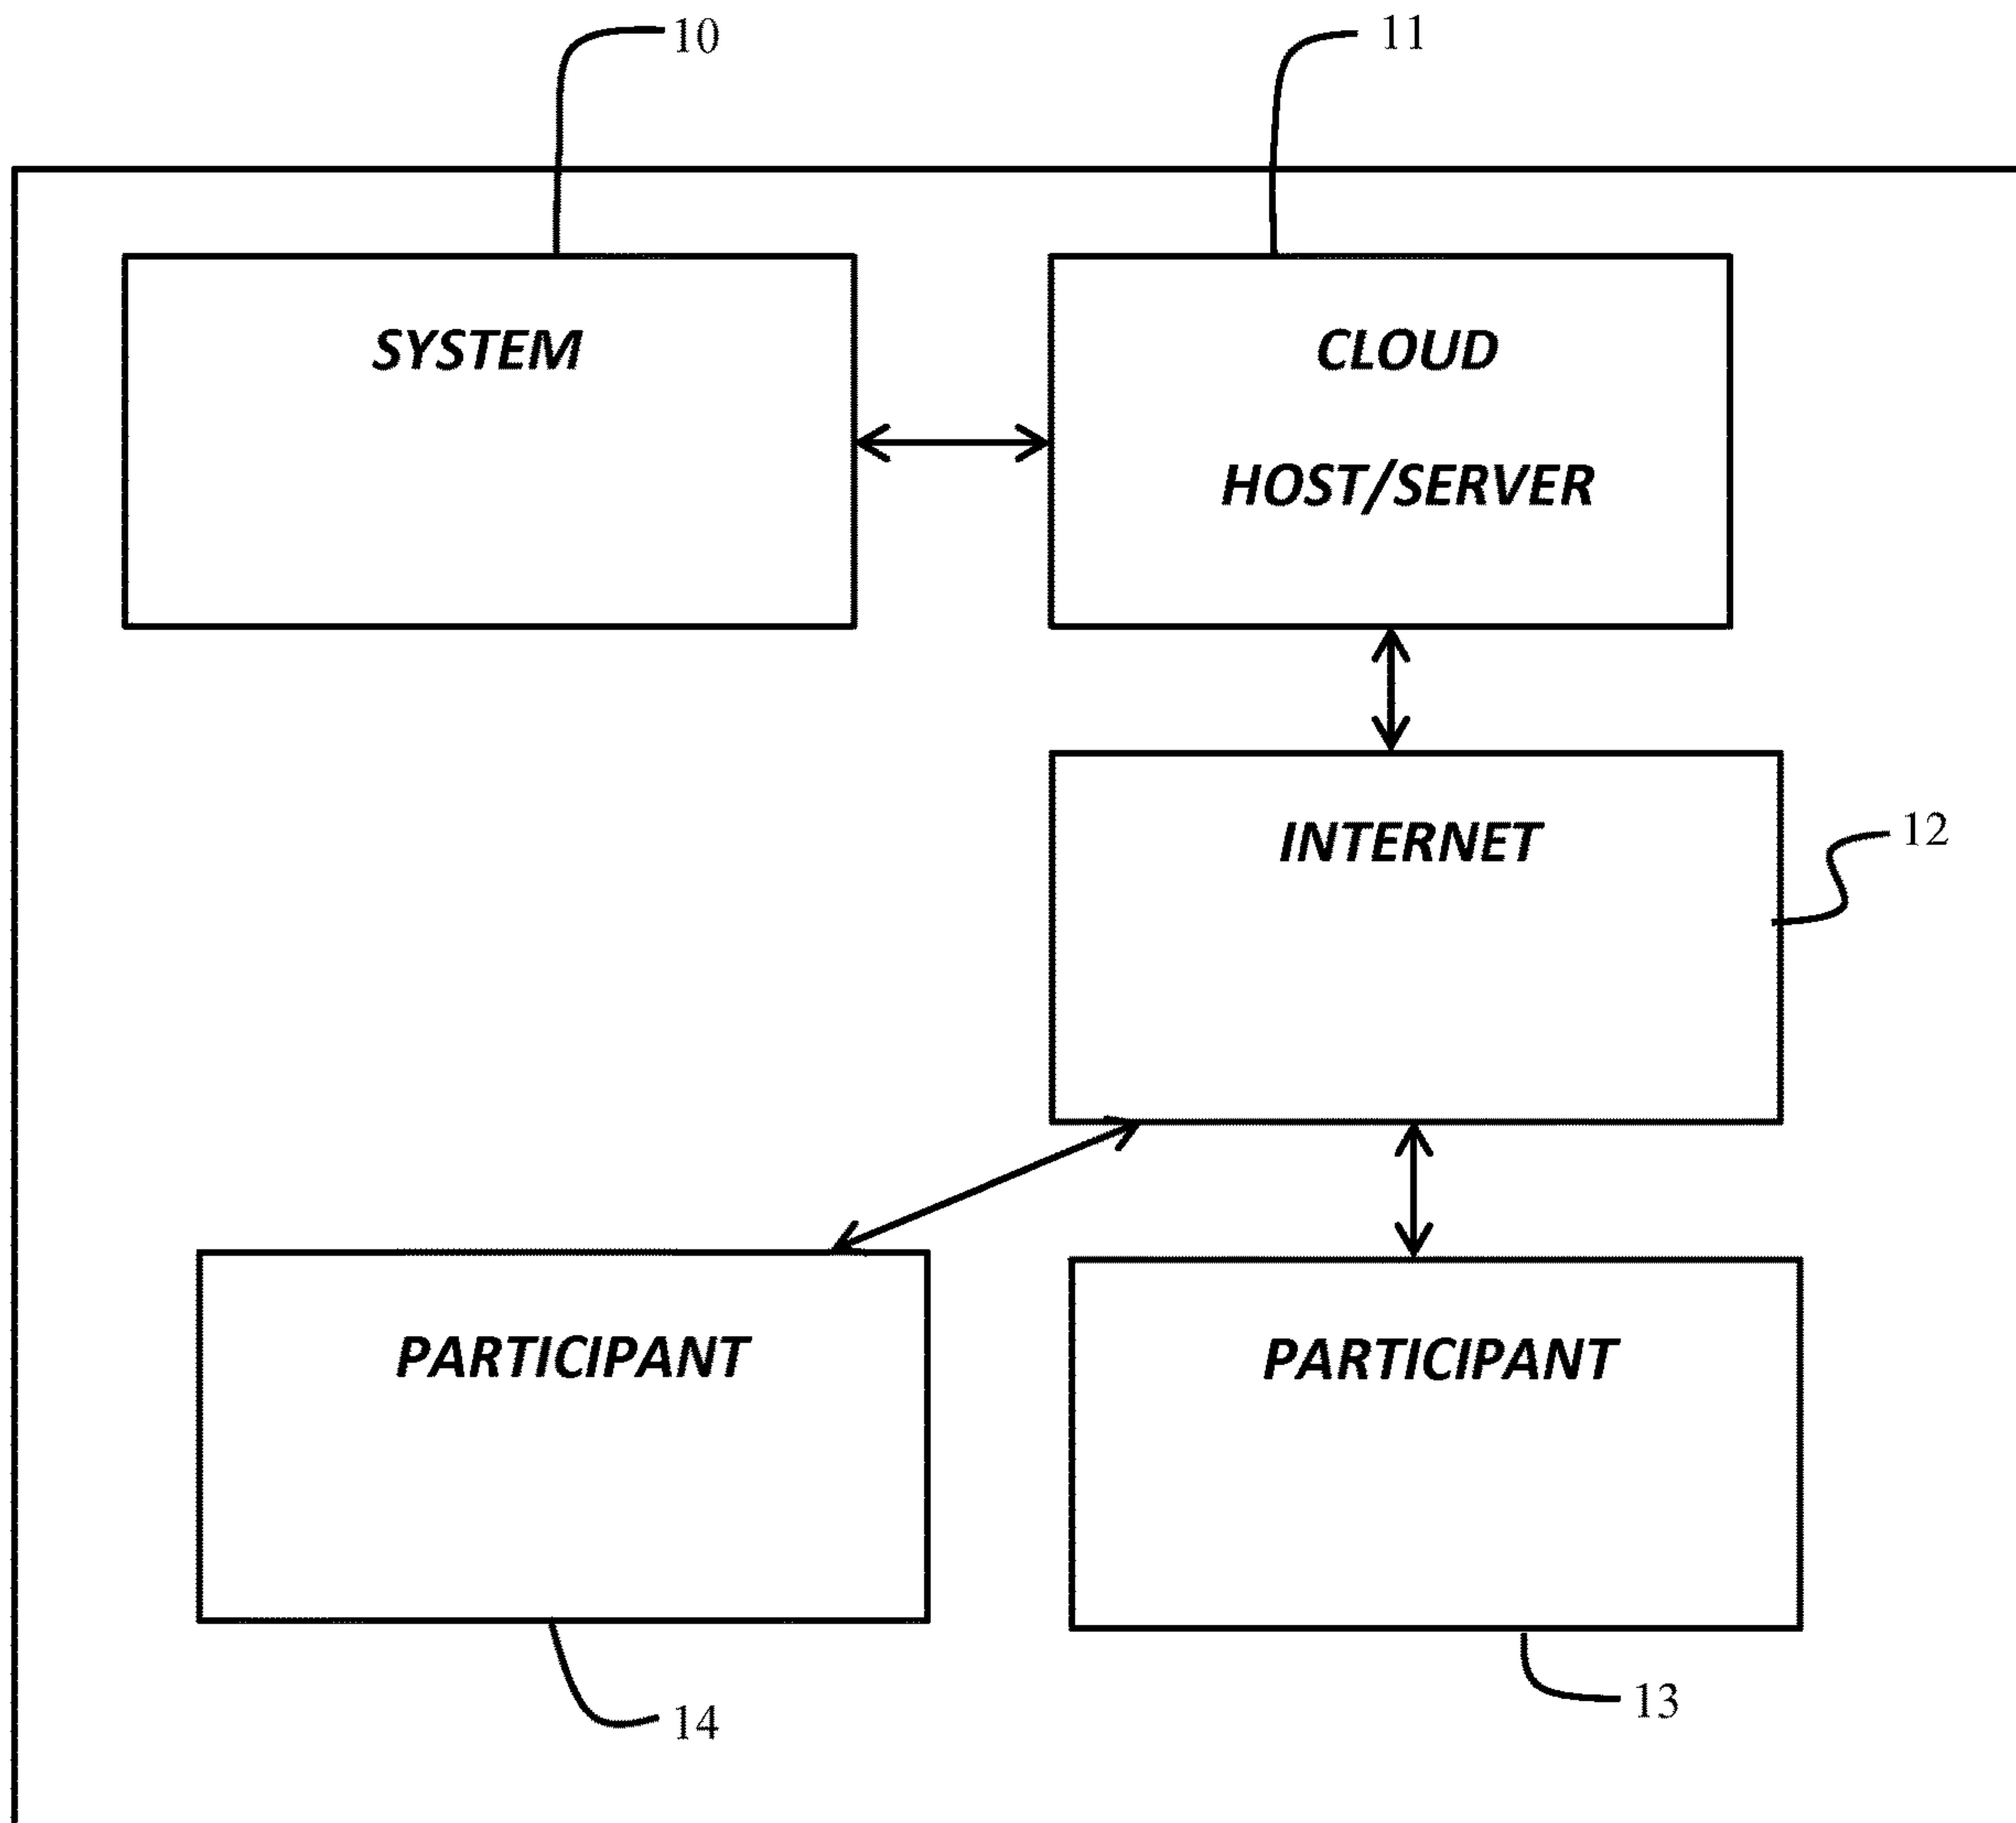 10
11
SYSTEM
CLOUD
HOST/SERVER
INTERNET
12
PARTICIPANT
PARTICIPANT
14
13